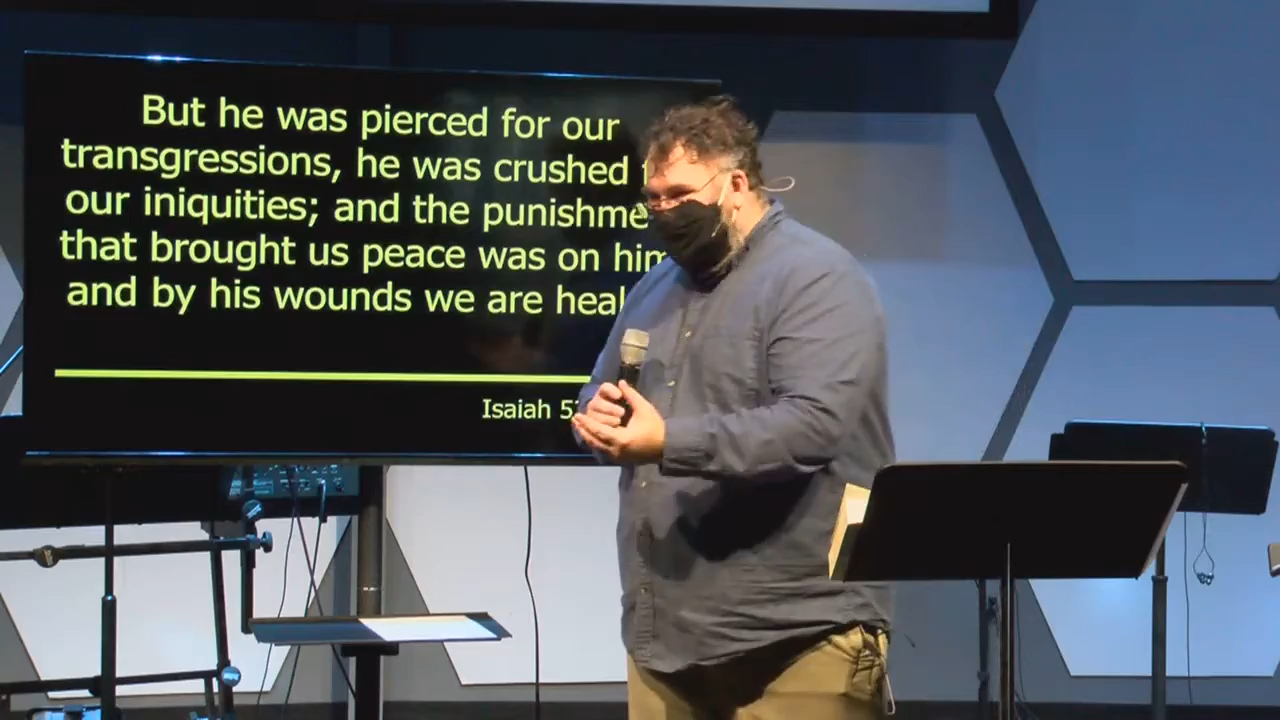 But he was pierced for our
transgressions, he was crushed
our iniquities; and the
that brought us peace was on
and by his wounds we are
Isaiah